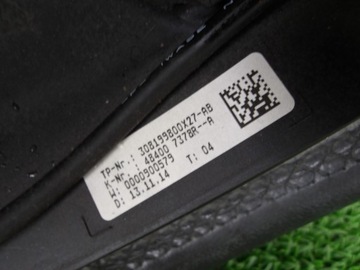 TP-Nr.: 308199800X27-AB
K-Nr.: 48400 7378R--A
W: 0000900579 T: 04
D: 13.11.14